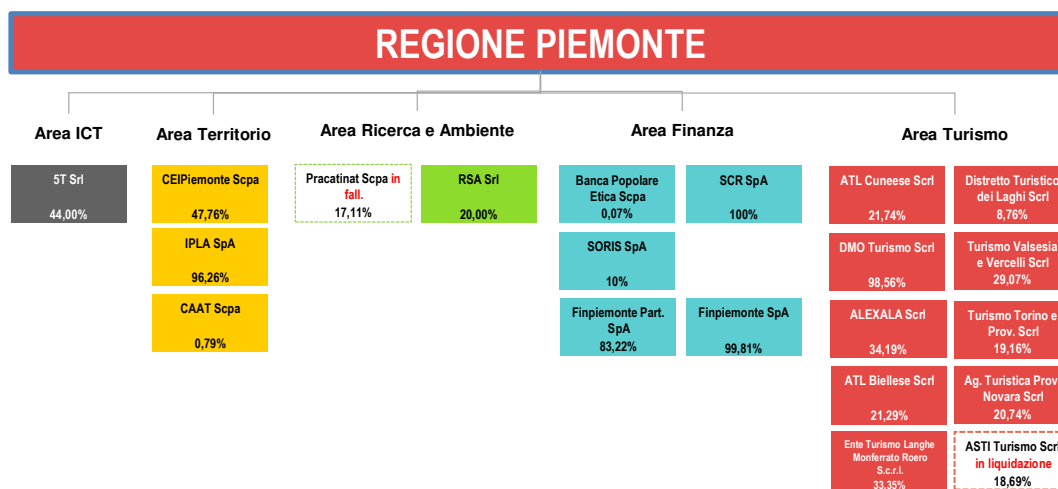 REGIONE PIEMONTE
Area ICT
5T Srl
44,00%
Area Territorio
CEIPiemonte Scpa
47,76%
IPLA SpA
96,26%
CAAT Scpa
0,79%
Area Ricerca e Ambiente
Pracatinat Scpa in
fall.
17,11%
RSA Srl
20,00%
Area Finanza
Banca Popolare
Etica Scpa
0,07%
SCR SpA
100%
SORIS SpA
10%
Finpiemonte Part.
SpA
83,22%
Finpiemonte SpA
99,81%
Area Turismo
ATL Cuneese Scrl
21,74%
Distretto Turistico
dei Laghi Scrl
8,76%
DMO Turismo Scrl
98,56%
Turismo Valsesia
e Vercelli Scrl
29,07%
ALEXALA Scrl
34,19%
Turismo Torino e
Prov. Scrl
19,16%
ATL Biellese Scrl
21,29%
Ag. Turistica Prov.
Novara Scrl
20,74%
Ente Turismo Langhe
Monferrato Roero
S.c.r.l.
33,35%
ASTI Turismo Scrl
in liquidazione
18,69%